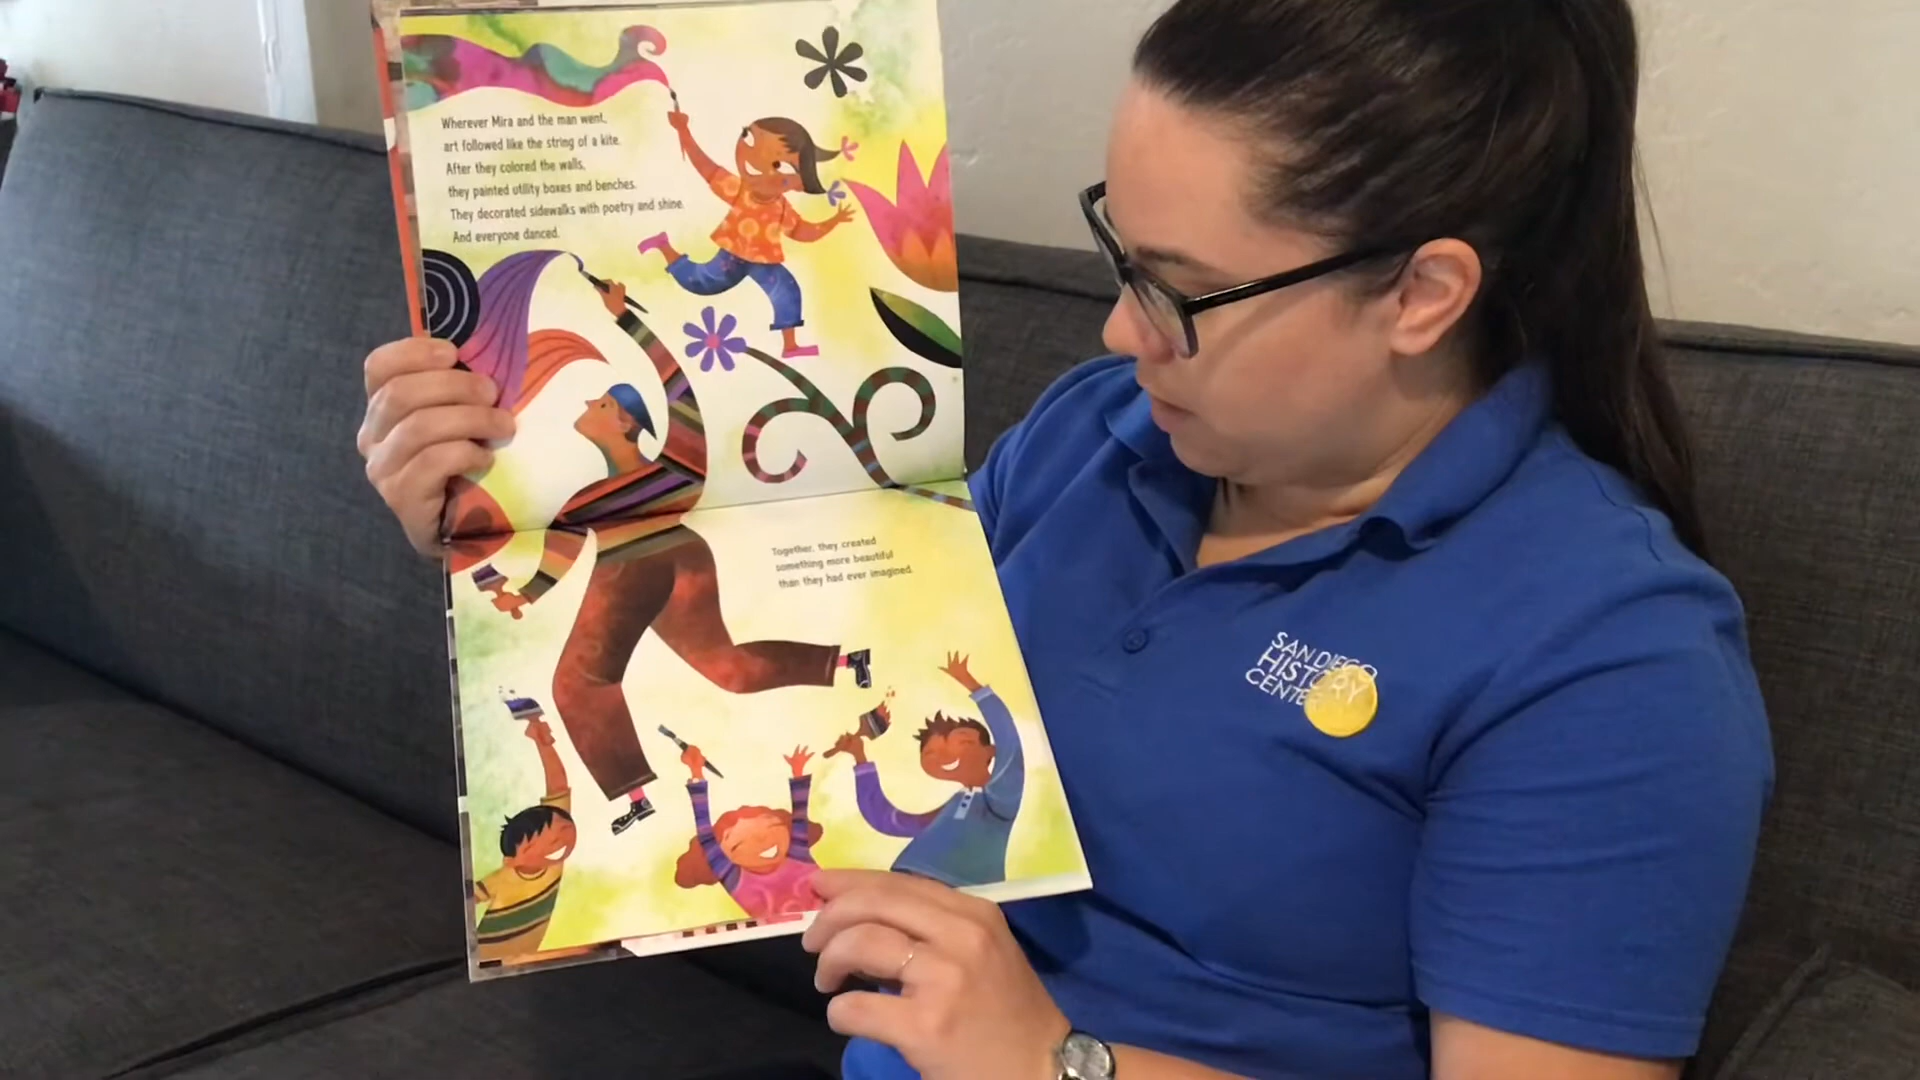 Wherever Mira and the man went,
art followed like the string of a kite.
After they colored the walls,
they painted utility boxes and benches.
They decorated sidewalks with poetry and shine.
And everyone danced.
Together, they created
something more beautiful
than they had ever imagined.
SAN DIEGO
HISTORY
CENTER